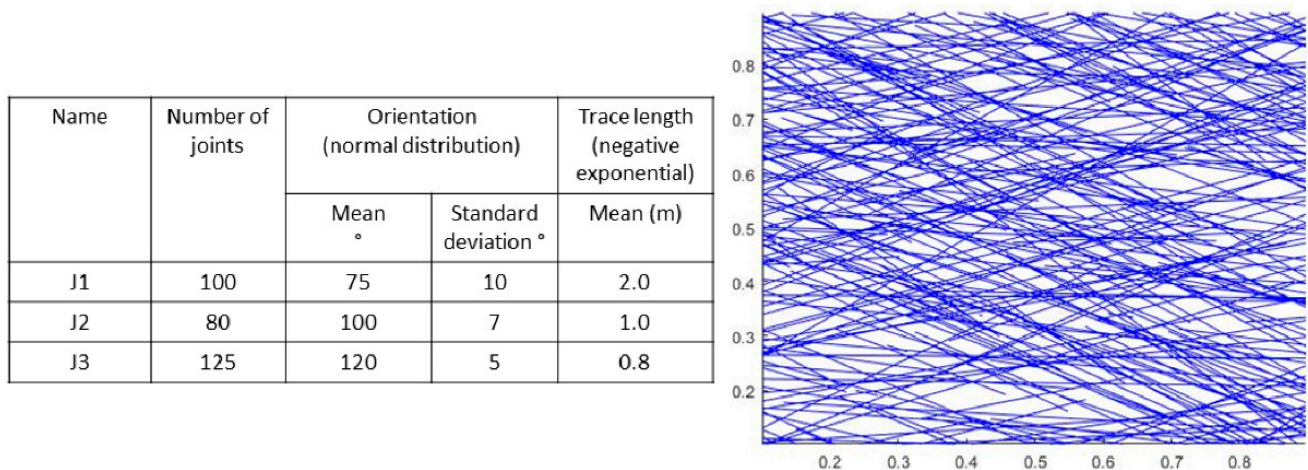 Name Number of joints Orientation (normal distribution) Trace length (negative exponential)
Mean ° Standard deviation ° Mean (m)
J1 100 75 10 2.0
J2 80 100 7 1.0
J3 125 120 5 0.8
0.8
0.7
0.6
0.5
0.4
0.3
0.2
0.2 0.3 0.4 0.5 0.6 0.7 0.8